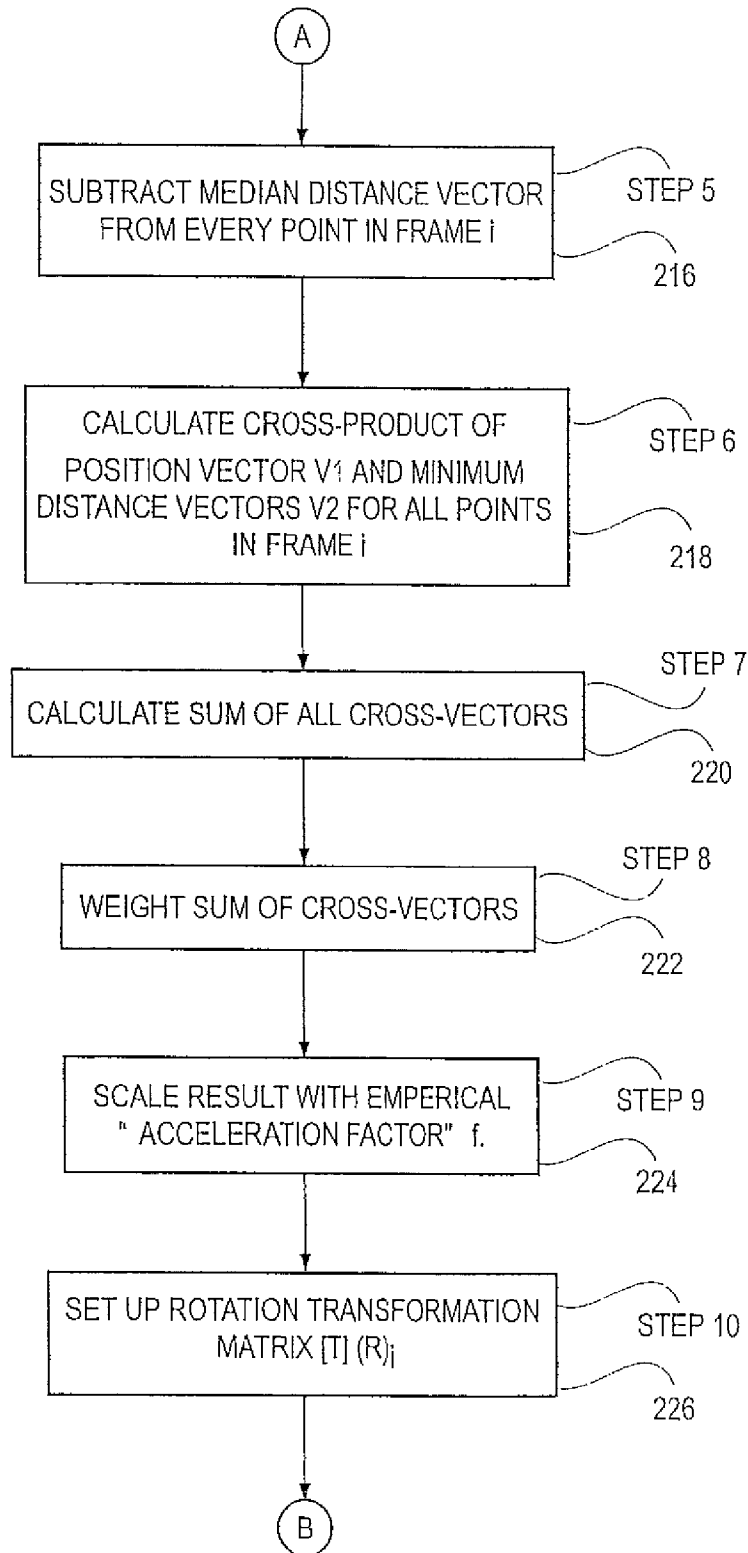 A
SUBTRACT MEDIAN DISTANCE VECTOR
FROM EVERY POINT IN FRAME i
STEP 5
216
CALCULATE CROSS-PRODUCT OF
POSITION VECTOR V1 AND MINIMUM
DISTANCE VECTORS V2 FOR ALL POINTS
IN FRAME i
STEP 6
218
CALCULATE SUM OF ALL CROSS-VECTORS
STEP 7
220
WEIGHT SUM OF CROSS-VECTORS
STEP 8
222
SCALE RESULT WITH EMPERICAL
" ACCELERATION FACTOR" f.
STEP 9
224
SET UP ROTATION TRANSFORMATION
MATRIX [T] (R)i
STEP 10
226
B